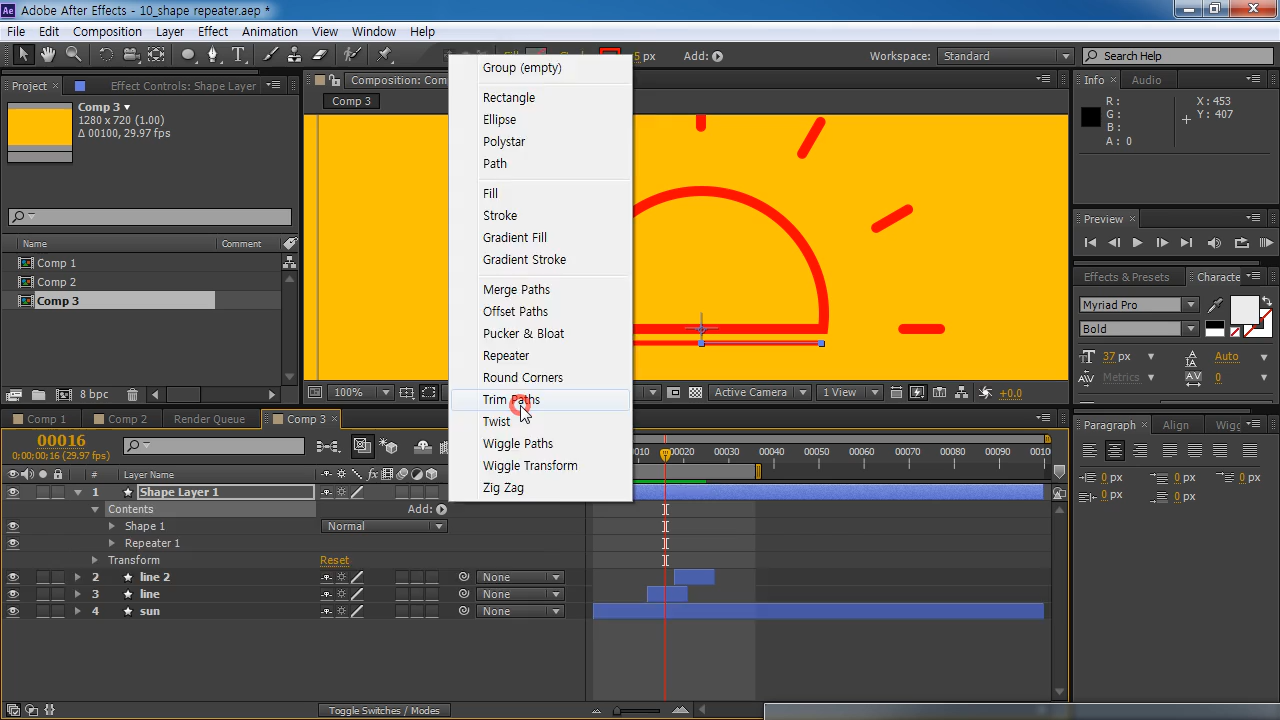 Adobe After Effects - 10_shape repeater.aep *
File Edit Composition Layer Effect Animation View Window Help
px Add: Workspace: Standard Search Help
Project Effect Controls: Shape Layer Composition: Com Info Audio
Comp 3
1280 x 720 (1.00)
Δ 00100, 29.97 fps
Comp 3
R :
G :
B :
A : 0
X : 453
Y : 407
Group (empty)
Rectangle
Ellipse
Polystar
Path
Fill
Stroke
Gradient Fill
Gradient Stroke
Merge Paths
Offset Paths
Pucker & Bloat
Repeater
Round Corners
Trim Paths
Twist
Wiggle Paths
Wiggle Transform
Zig Zag
Preview
Name Comment
Comp 1
Comp 2
Comp 3
Effects & Presets Characte
Myriad Pro
Bold
37 px Auto
Metrics 0
8 bpc
100% Active Camera 1 View +0.0
Comp 1 Comp 2 Render Queue Comp 3
Paragraph Align Wigg
00016
0;00;00;16 (29.97 fps)
0010 00020 00030 00040 00050 00060 00070 00080 00090 0010
# Layer Name
1 Shape Layer 1
Contents Add:
Shape 1 Normal
Repeater 1
Transform Reset
2 line 2 None
3 line None
4 sun None
0 px 0 px
0 px 0 px
Toggle Switches / Modes